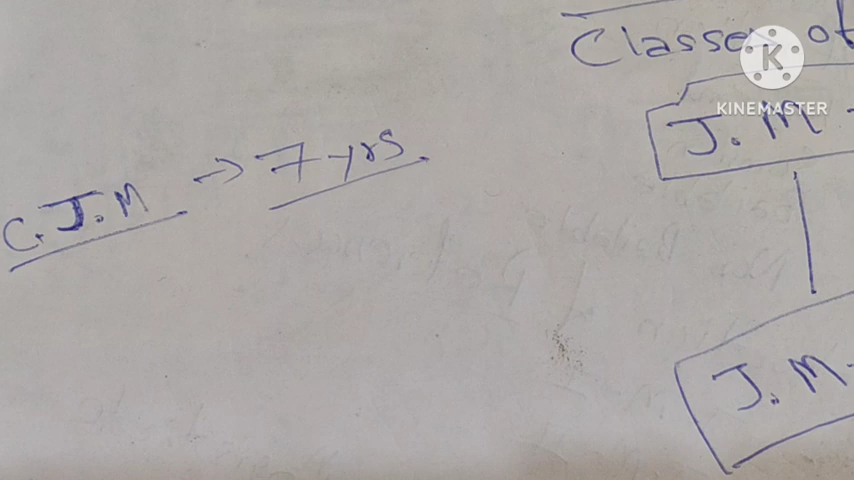 Classes of
KINEMASTER
J. M
C. J. M → 7 yrs
J. M.